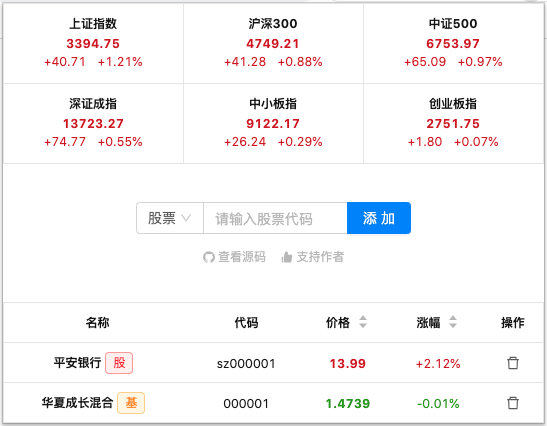 上证指数 沪深300 中证500
3394.75 4749.21 6753.97
+40.71 +1.21% +41.28 +0.88% +65.09 +0.97%
深证成指 中小板指 创业板指
13723.27 9122.17 2751.75
+74.77 +0.55% +26.24 +0.29% +1.80 +0.07%
股票 请输入股票代码 添加
查看源码 支持作者
名称 代码 价格 涨幅 操作
平安银行 股 sz000001 13.99 +2.12%
华夏成长混合 基 000001 1.4739 -0.01%